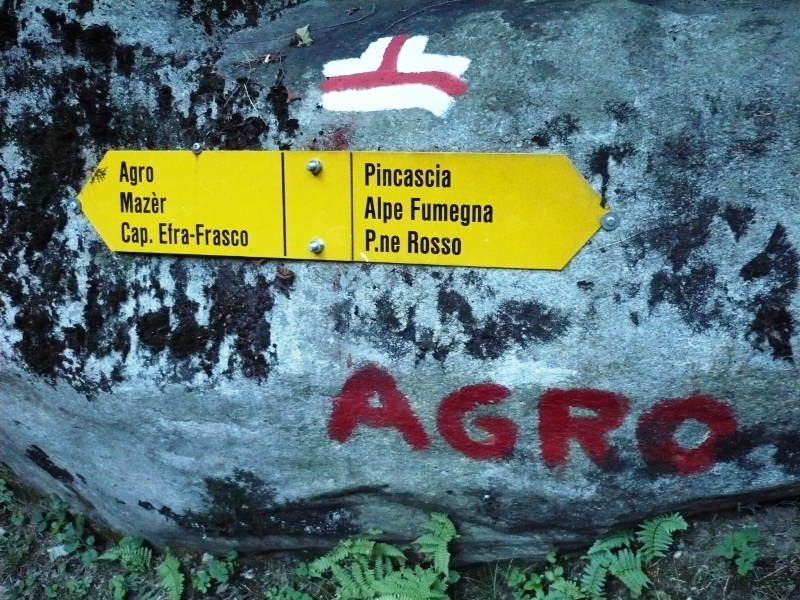 Agro
Mazèr
Cap. Efra-Frasco
Pincascia
Alpe Fumegna
P.ne Rosso
AGRO